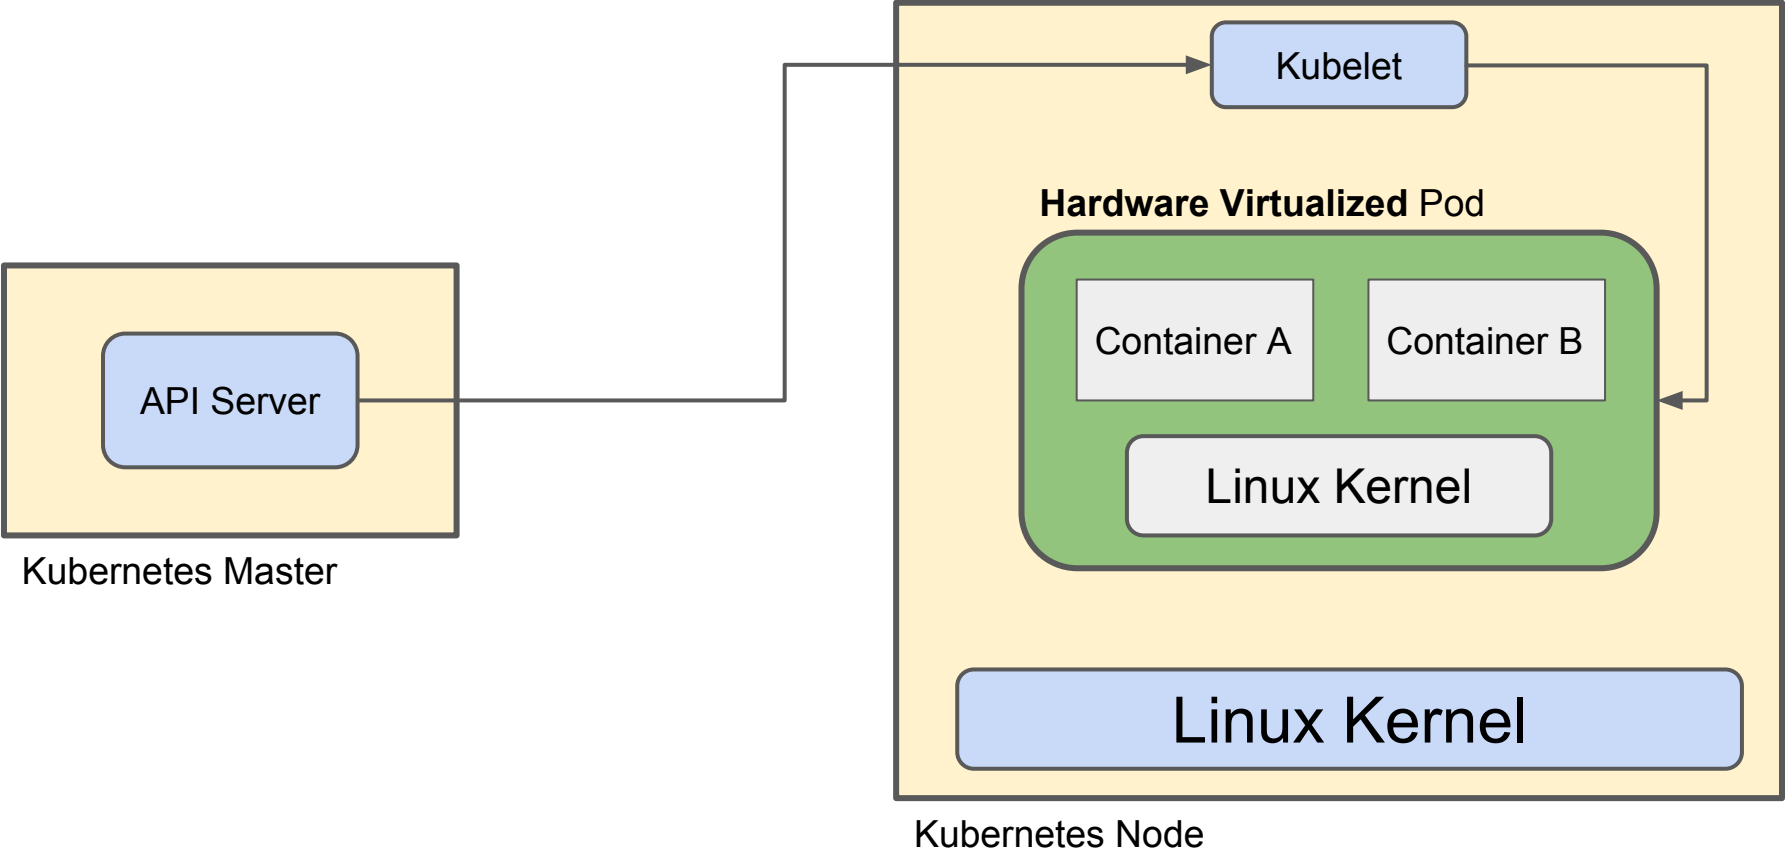 Kubelet
Hardware Virtualized Pod
Container A
Container B
API Server
Linux Kernel
Kubernetes Master
Linux Kernel
Kubernetes Node